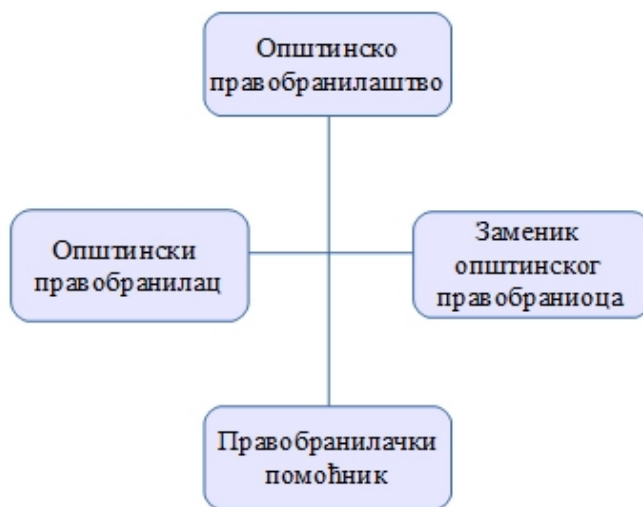 Општинско
правобранилаштво
Општински
правобранилац
Заменик
општинског
правобраниоца
Правобранилачки
помоћник